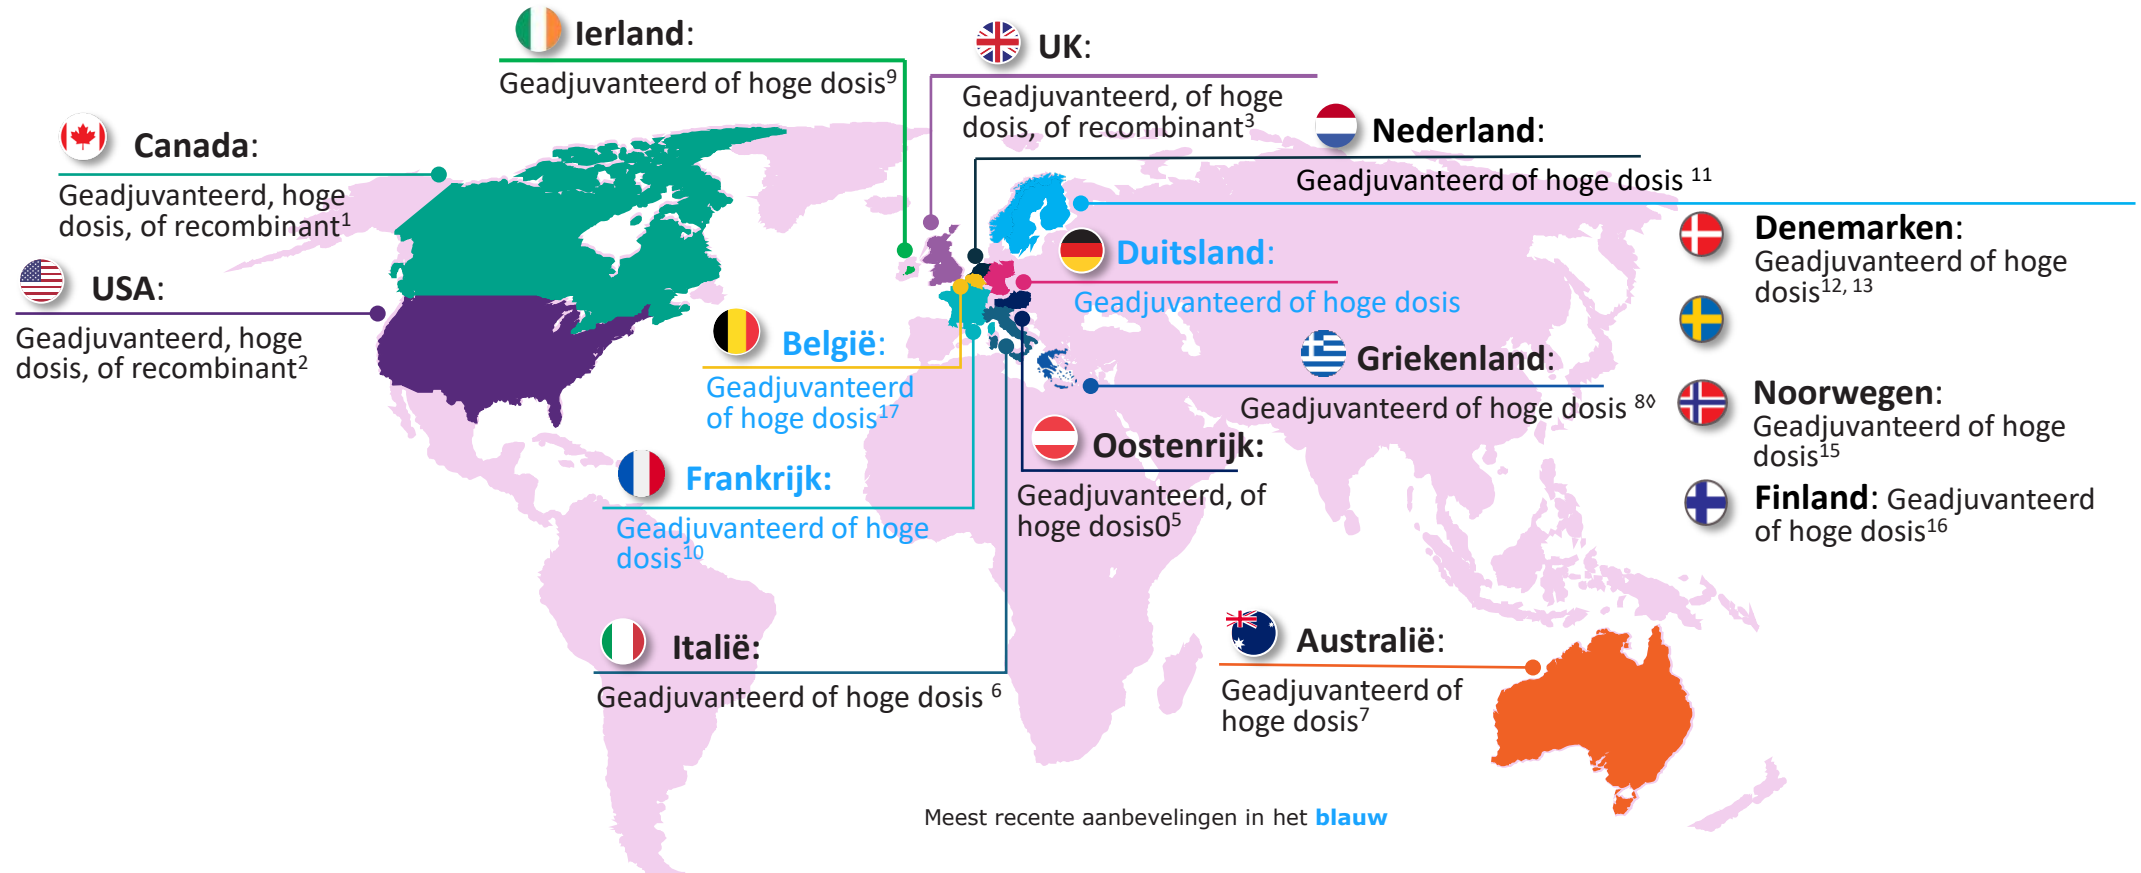 Ierland:
Geadjuvanteerd of hoge dosis9
UK:
Geadjuvanteerd, of hoge
dosis, of recombinant3
Nederland:
Geadjuvanteerd of hoge dosis 11
Canada:
Geadjuvanteerd, hoge
dosis, of recombinant1
USA:
Geadjuvanteerd, hoge
dosis, of recombinant2
Duitsland:
Geadjuvanteerd of hoge dosis
Denemarken:
Geadjuvanteerd of hoge
dosis12, 13
België:
Geadjuvanteerd
of hoge dosis17
Griekenland:
Geadjuvanteerd of hoge dosis 8◊
Noorwegen:
Geadjuvanteerd of hoge
dosis15
Frankrijk:
Geadjuvanteerd of hoge
dosis10
Oostenrijk:
Geadjuvanteerd, of
hoge dosis05
Finland: Geadjuvanteerd
of hoge dosis16
Italië:
Geadjuvanteerd of hoge dosis 6
Australië:
Geadjuvanteerd of
hoge dosis7
Meest recente aanbevelingen in het blauw